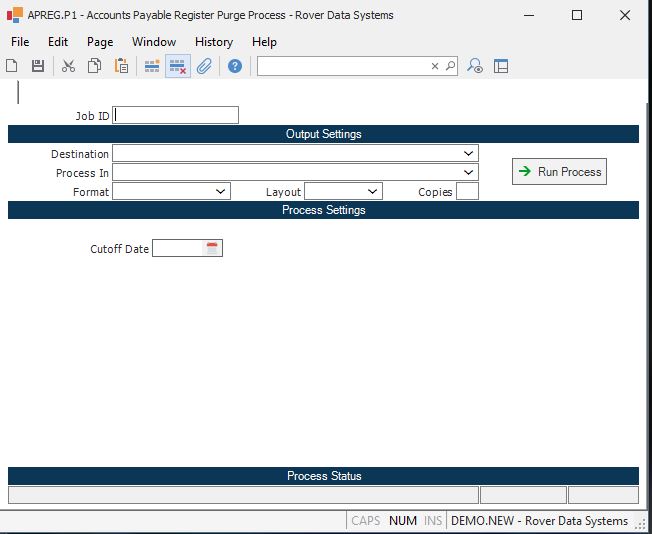 APREG.P1 - Accounts Payable Register Purge Process - Rover Data Systems
File Edit Page Window History Help
Job ID
Output Settings
Destination
Process In
Run Process
Format Layout Copies
Process Settings
Cutoff Date
Process Status
CAPS NUM INS DEMO.NEW - Rover Data Systems